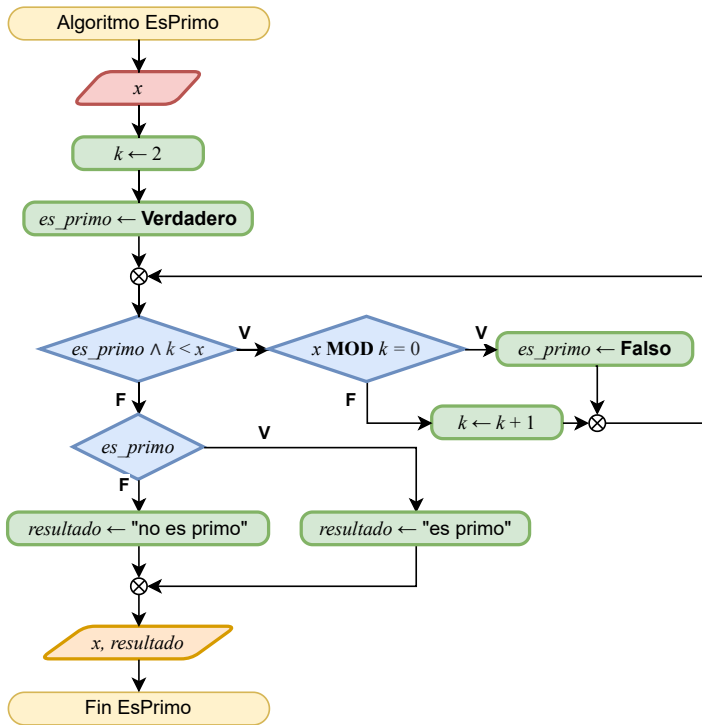 Algoritmo EsPrimo
x
k ← 2
es_primo ← Verdadero
es_primo ∧ k < x
V
x MOD k = 0
V
es_primo ← Falso
F
F
k ← k + 1
es_primo
V
F
resultado ← "no es primo"
resultado ← "es primo"
x, resultado
Fin EsPrimo